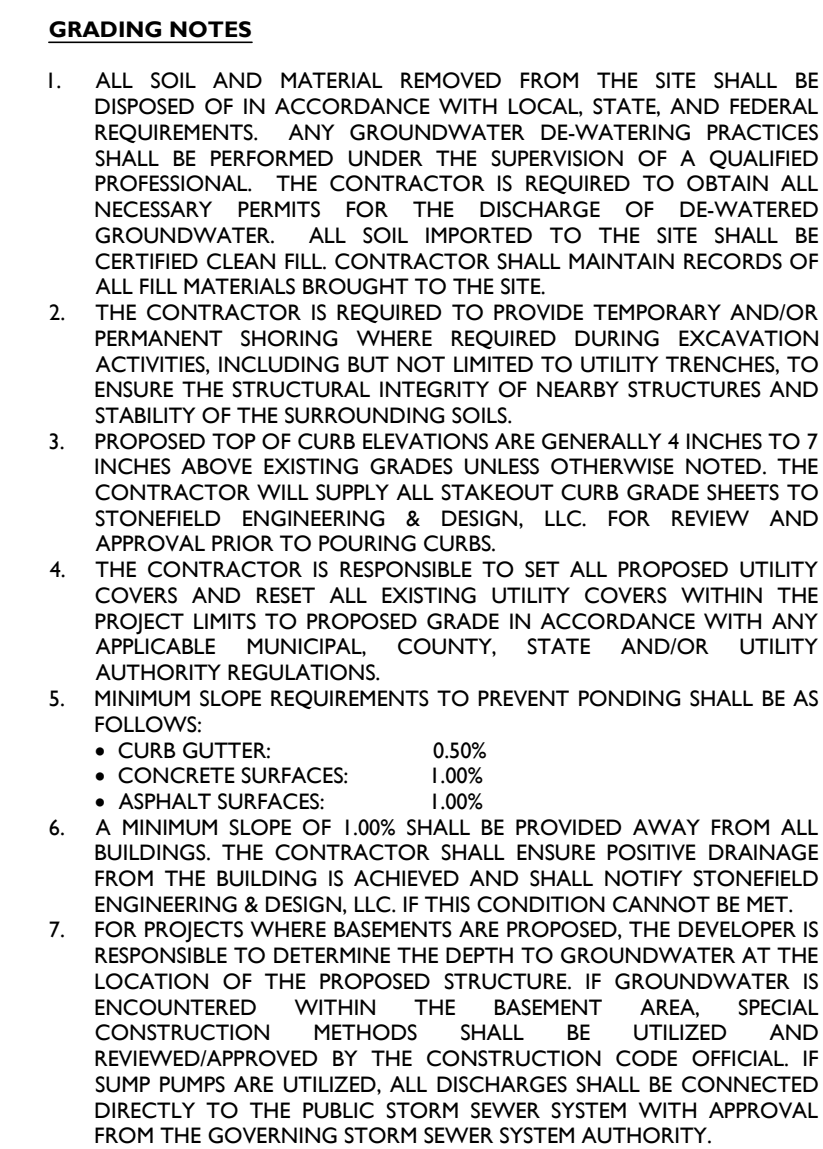 GRADING NOTES
1. ALL SOIL AND MATERIAL REMOVED FROM THE SITE SHALL BE
DISPOSED OF IN ACCORDANCE WITH LOCAL, STATE, AND FEDERAL
REQUIREMENTS. ANY GROUNDWATER DE-WATERING PRACTICES
SHALL BE PERFORMED UNDER THE SUPERVISION OF A QUALIFIED
PROFESSIONAL. THE CONTRACTOR IS REQUIRED TO OBTAIN ALL
NECESSARY PERMITS FOR THE DISCHARGE OF DE-WATERED
GROUNDWATER. ALL SOIL IMPORTED TO THE SITE SHALL BE
CERTIFIED CLEAN FILL. CONTRACTOR SHALL MAINTAIN RECORDS OF
ALL FILL MATERIALS BROUGHT TO THE SITE.
2. THE CONTRACTOR IS REQUIRED TO PROVIDE TEMPORARY AND/OR
PERMANENT SHORING WHERE REQUIRED DURING EXCAVATION
ACTIVITIES, INCLUDING BUT NOT LIMITED TO UTILITY TRENCHES, TO
ENSURE THE STRUCTURAL INTEGRITY OF NEARBY STRUCTURES AND
STABILITY OF THE SURROUNDING SOILS.
3. PROPOSED TOP OF CURB ELEVATIONS ARE GENERALLY 4 INCHES TO 7
INCHES ABOVE EXISTING GRADES UNLESS OTHERWISE NOTED. THE
CONTRACTOR WILL SUPPLY ALL STAKEOUT CURB GRADE SHEETS TO
STONEFIELD ENGINEERING & DESIGN, LLC. FOR REVIEW AND
APPROVAL PRIOR TO POURING CURBS.
4. THE CONTRACTOR IS RESPONSIBLE TO SET ALL PROPOSED UTILITY
COVERS AND RESET ALL EXISTING UTILITY COVERS WITHIN THE
PROJECT LIMITS TO PROPOSED GRADE IN ACCORDANCE WITH ANY
APPLICABLE MUNICIPAL, COUNTY, STATE AND/OR UTILITY
AUTHORITY REGULATIONS.
5. MINIMUM SLOPE REQUIREMENTS TO PREVENT PONDING SHALL BE AS
FOLLOWS:
• CURB GUTTER: 0.50%
• CONCRETE SURFACES: 1.00%
• ASPHALT SURFACES: 1.00%
6. A MINIMUM SLOPE OF 1.00% SHALL BE PROVIDED AWAY FROM ALL
BUILDINGS. THE CONTRACTOR SHALL ENSURE POSITIVE DRAINAGE
FROM THE BUILDING IS ACHIEVED AND SHALL NOTIFY STONEFIELD
ENGINEERING & DESIGN, LLC. IF THIS CONDITION CANNOT BE MET.
7. FOR PROJECTS WHERE BASEMENTS ARE PROPOSED, THE DEVELOPER IS
RESPONSIBLE TO DETERMINE THE DEPTH TO GROUNDWATER AT THE
LOCATION OF THE PROPOSED STRUCTURE. IF GROUNDWATER IS
ENCOUNTERED WITHIN THE BASEMENT AREA, SPECIAL
CONSTRUCTION METHODS SHALL BE UTILIZED AND
REVIEWED/APPROVED BY THE CONSTRUCTION CODE OFFICIAL. IF
SUMP PUMPS ARE UTILIZED, ALL DISCHARGES SHALL BE CONNECTED
DIRECTLY TO THE PUBLIC STORM SEWER SYSTEM WITH APPROVAL
FROM THE GOVERNING STORM SEWER SYSTEM AUTHORITY.